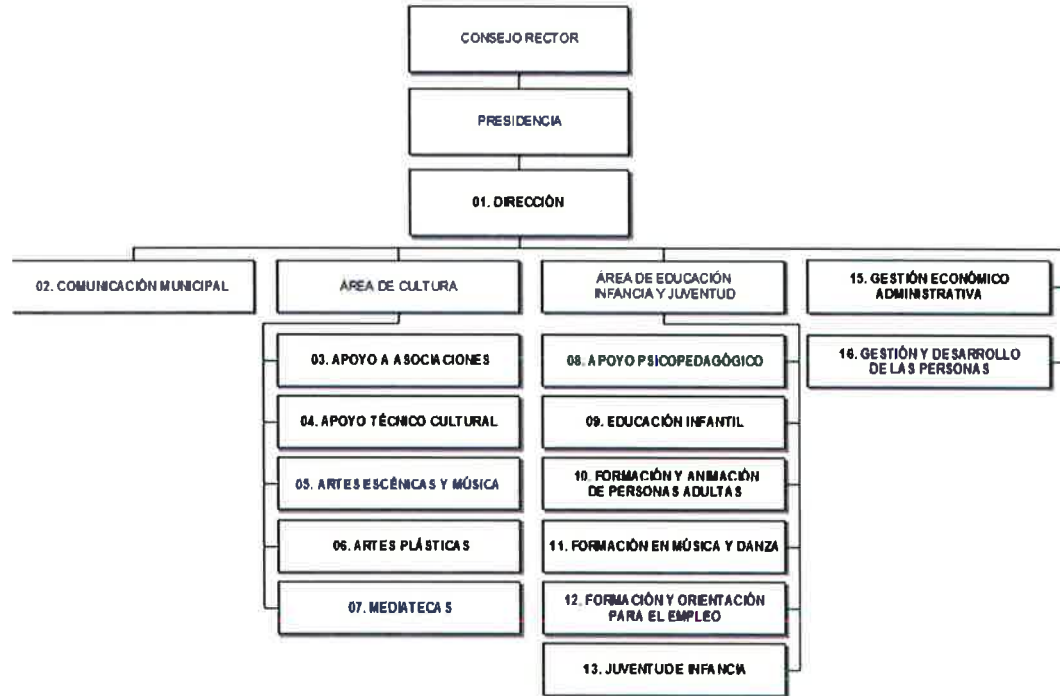 CONSEJO RECTOR
PRESIDENCIA
01. DIRECCIÓN
02. COMUNICACIÓN MUNICIPAL
ÁREA DE CULTURA
03. APOYO A ASOCIACIONES
04. APOYO TÉCNICO CULTURAL
05. ARTES ESCÉNICAS Y MÚSICA
06. ARTES PLÁSTICAS
07. MEDIATECAS
ÁREA DE EDUCACIÓN
INFANCIA Y JUVENTUD
08. APOYO PSICOPEDAGÓGICO
09. EDUCACIÓN INFANTIL
10. FORMACIÓN Y ANIMACIÓN
DE PERSONAS ADULTAS
11. FORMACIÓN EN MÚSICA Y DANZA
12. FORMACIÓN Y ORIENTACIÓN
PARA EL EMPLEO
13. JUVENTUD E INFANCIA
15. GESTIÓN ECONÓMICO
ADMINISTRATIVA
16. GESTIÓN Y DESARROLLO
DE LAS PERSONAS